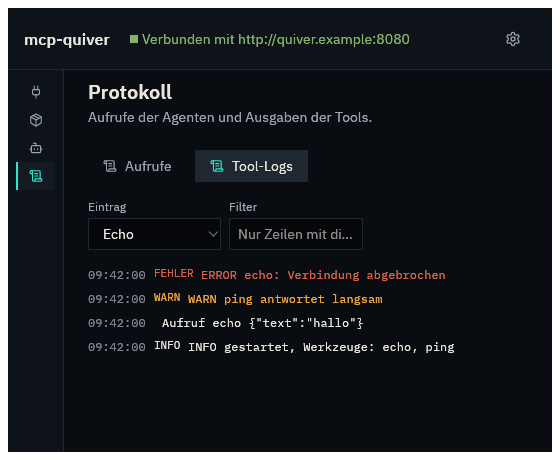 mcp-quiver Verbunden mit http://quiver.example:8080
Protokoll
Aufrufe der Agenten und Ausgaben der Tools.
Aufrufe Tool-Logs
Eintrag Filter
Echo Nur Zeilen mit di...
09:42:00 FEHLER ERROR echo: Verbindung abgebrochen
09:42:00 WARN WARN ping antwortet langsam
09:42:00 Aufruf echo {"text":"hallo"}
09:42:00 INFO INFO gestartet, Werkzeuge: echo, ping